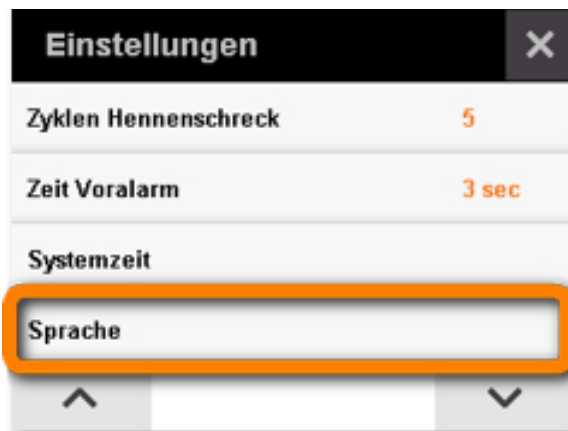 Einstellungen
Zyklen Hennenschreck 5
Zeit Voralarm 3 sec
Systemzeit
Sprache